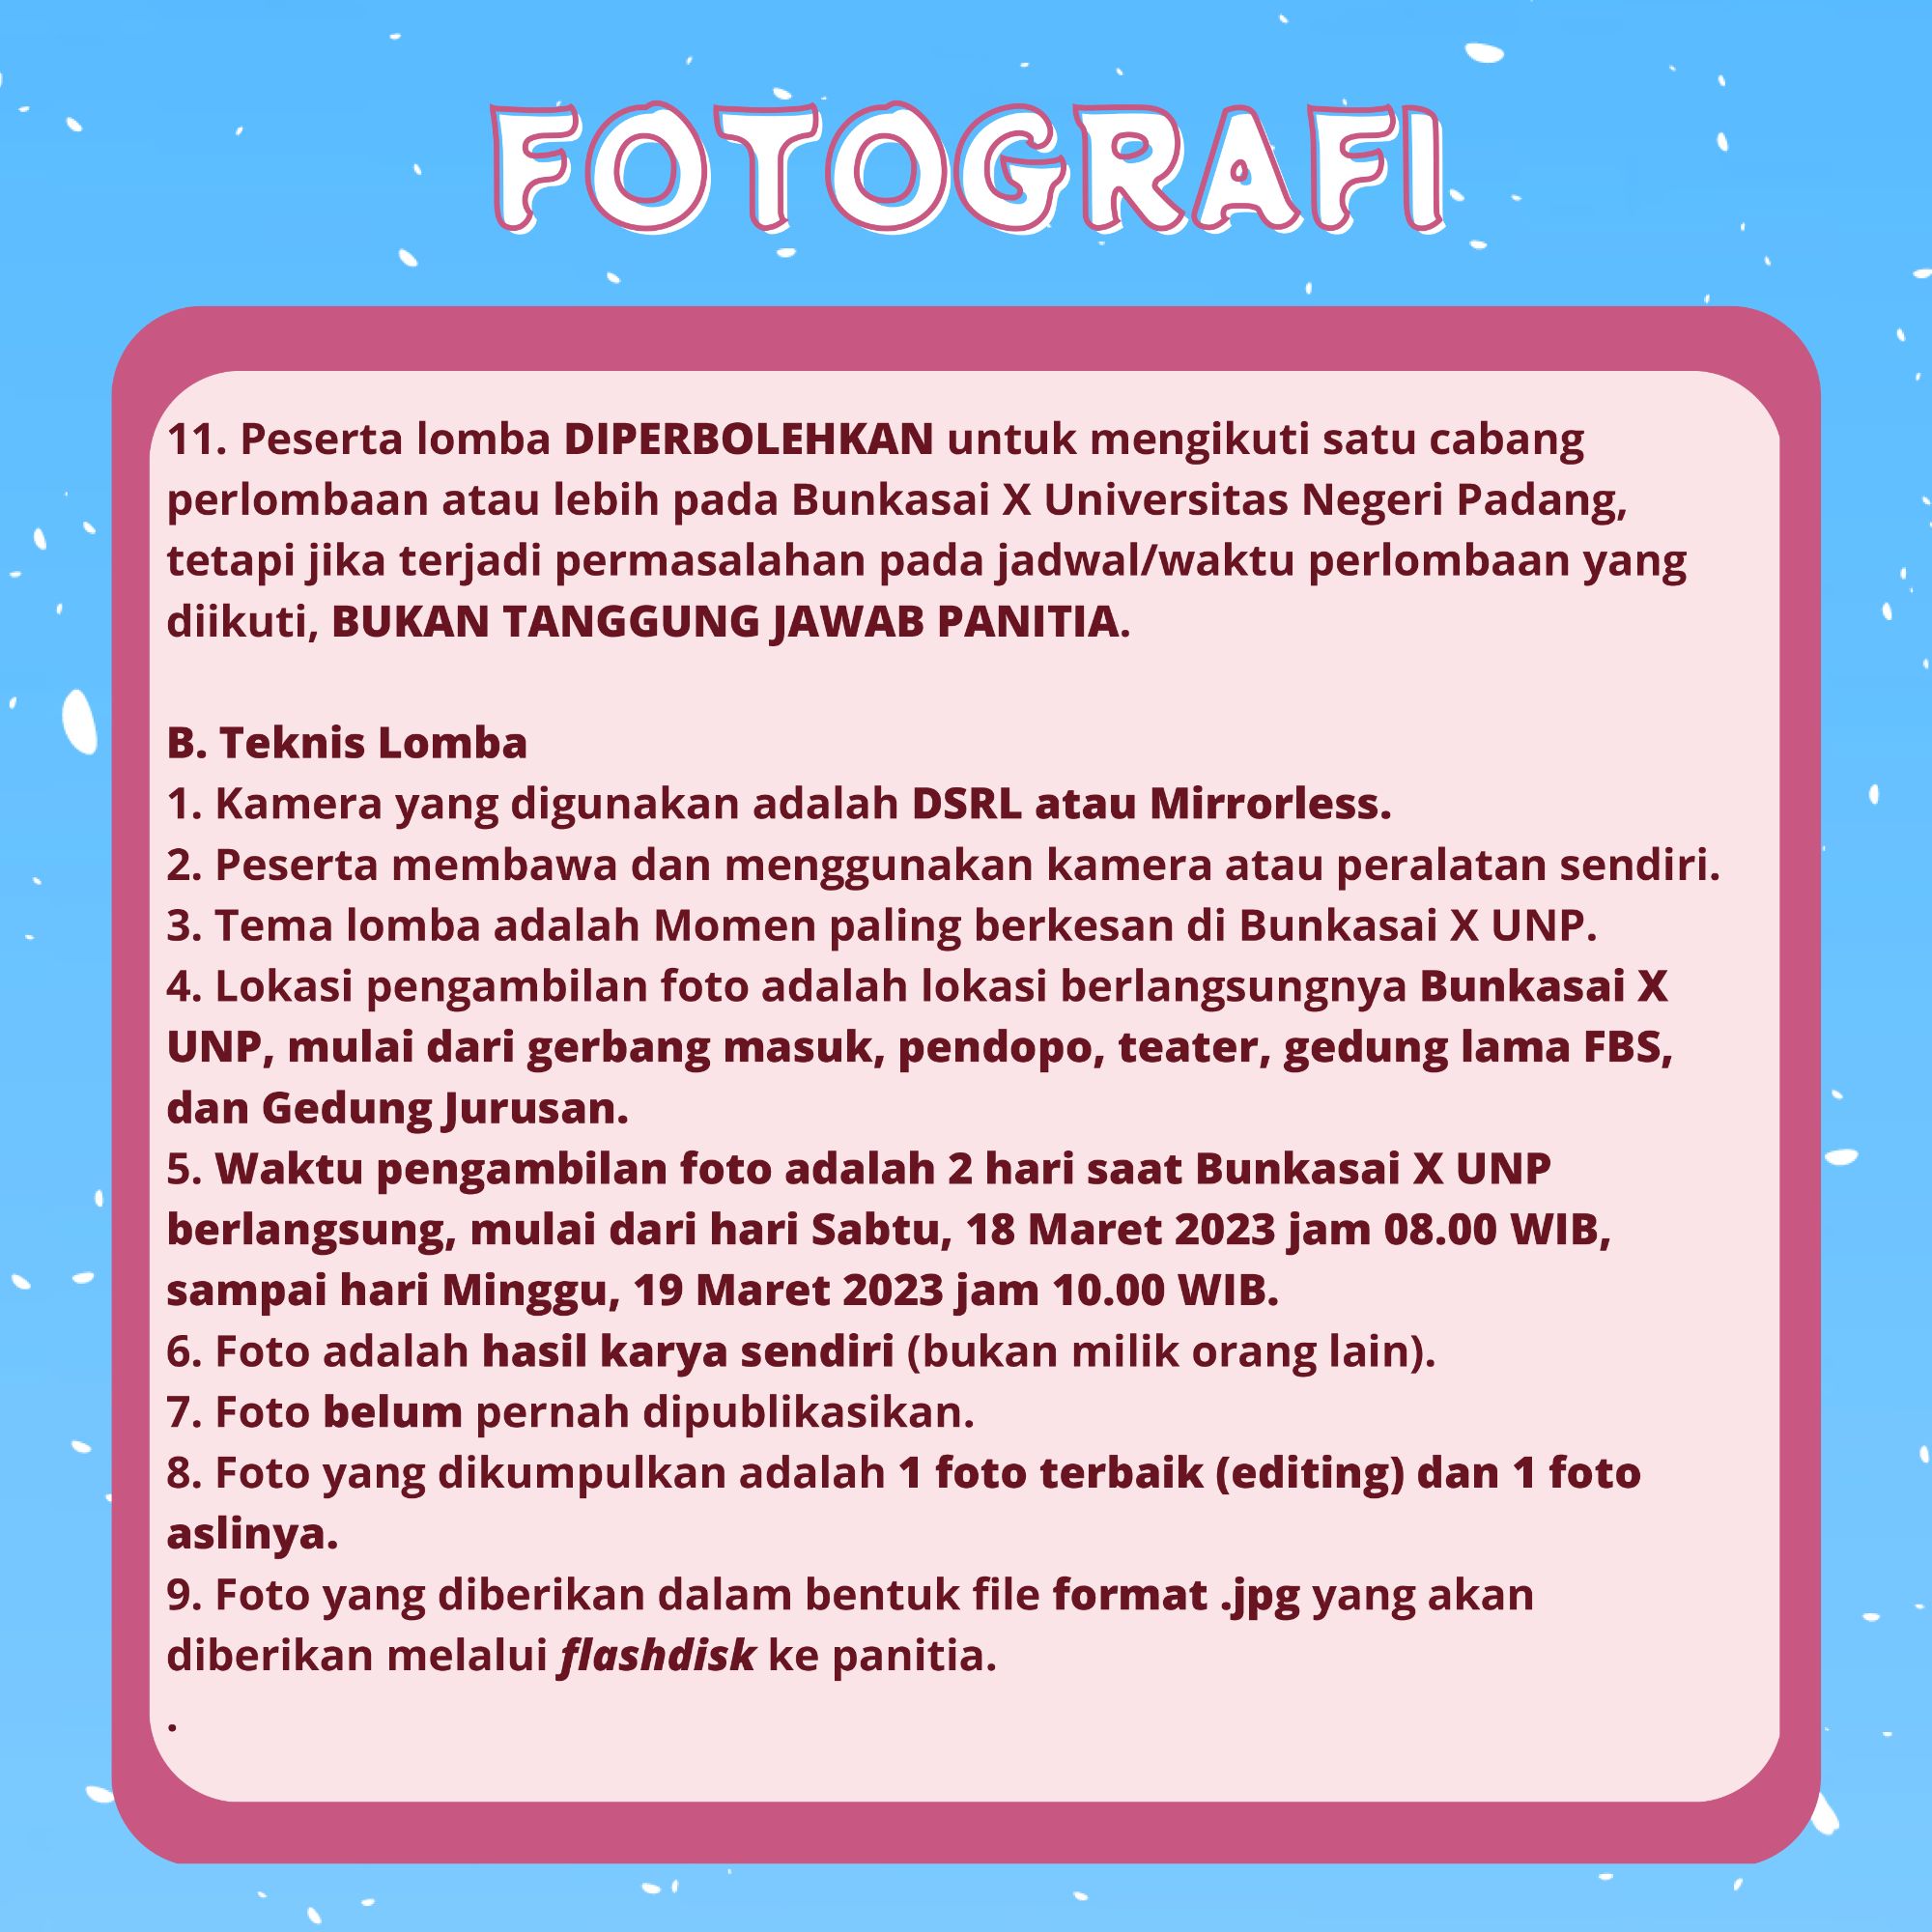 FOTOGRAFI
11. Peserta lomba DIPERBOLEHKAN untuk mengikuti satu cabang
perlombaan atau lebih pada Bunkasai X Universitas Negeri Padang,
tetapi jika terjadi permasalahan pada jadwal/waktu perlombaan yang
diikuti, BUKAN TANGGUNG JAWAB PANITIA.
B. Teknis Lomba
1. Kamera yang digunakan adalah DSRL atau Mirrorless.
2. Peserta membawa dan menggunakan kamera atau peralatan sendiri.
3. Tema lomba adalah Momen paling berkesan di Bunkasai X UNP.
4. Lokasi pengambilan foto adalah lokasi berlangsungnya Bunkasai X
UNP, mulai dari gerbang masuk, pendopo, teater, gedung lama FBS,
dan Gedung Jurusan.
5. Waktu pengambilan foto adalah 2 hari saat Bunkasai X UNP
berlangsung, mulai dari hari Sabtu, 18 Maret 2023 jam 08.00 WIB,
sampai hari Minggu, 19 Maret 2023 jam 10.00 WIB.
6. Foto adalah hasil karya sendiri (bukan milik orang lain).
7. Foto belum pernah dipublikasikan.
8. Foto yang dikumpulkan adalah 1 foto terbaik (editing) dan 1 foto
aslinya.
9. Foto yang diberikan dalam bentuk file format .jpg yang akan
diberikan melalui flashdisk ke panitia.
.